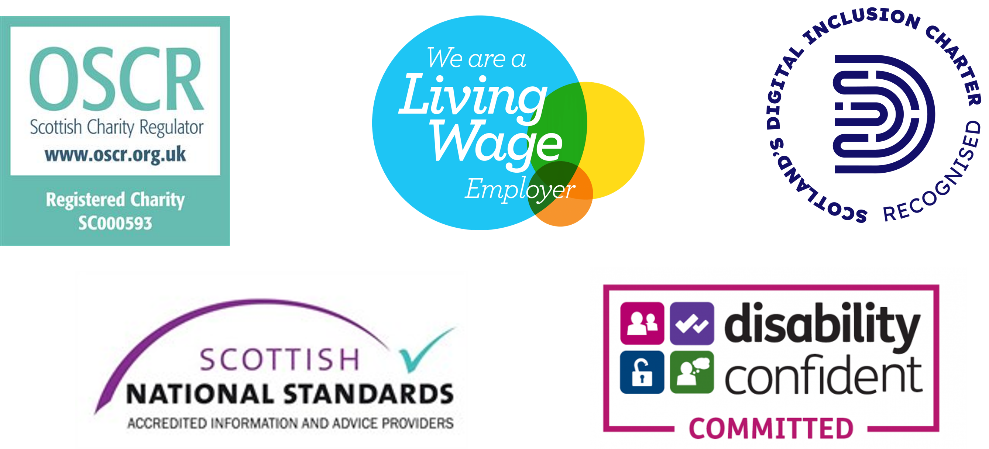 OSCR
Scottish Charity Regulator
www.oscr.org.uk
Registered Charity
SC000593
We are a
Living
Wage
Employer
SCOTLAND'S DIGITAL INCLUSION CHARTER
RECOGNISED
SCOTTISH
NATIONAL STANDARDS
ACCREDITED INFORMATION AND ADVICE PROVIDERS
disability
confident
COMMITTED